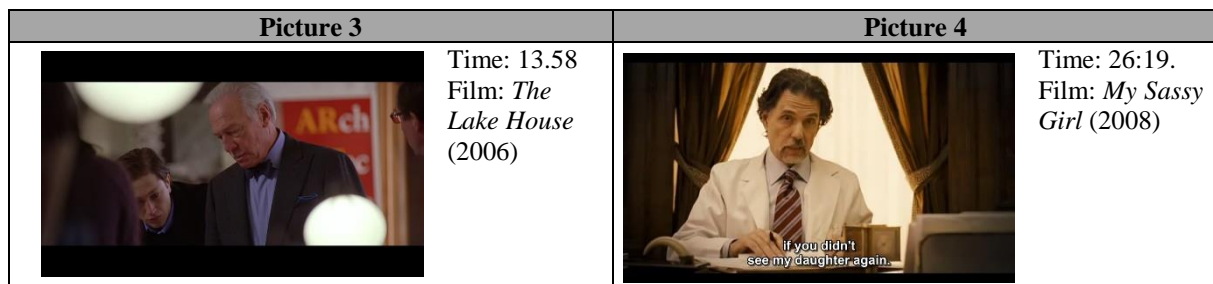 Picture 3
Picture 4
Time: 13.58
Film: The
Lake House
(2006)
ARch
Time: 26:19.
Film: My Sassy
Girl (2008)
if you didn't
see my daughter again.